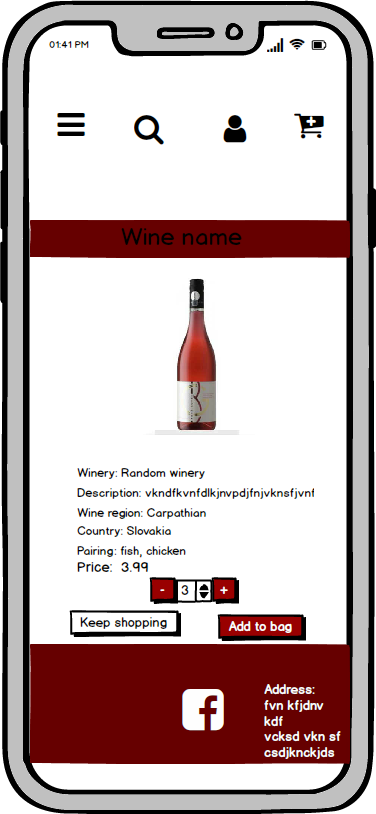 01:41 PM
Wine name
Winery: Random winery
Description: vkndfkvnfdlkjnvpdjfnjvknsfjvnf
Wine region: Carpathian
Country: Slovakia
Pairing: fish, chicken
Price: 3.99
- 3 +
Keep shopping
Add to bag
Address:
fvn kfjdnv
kdf
vcksd vkn sf
csdjknckjds